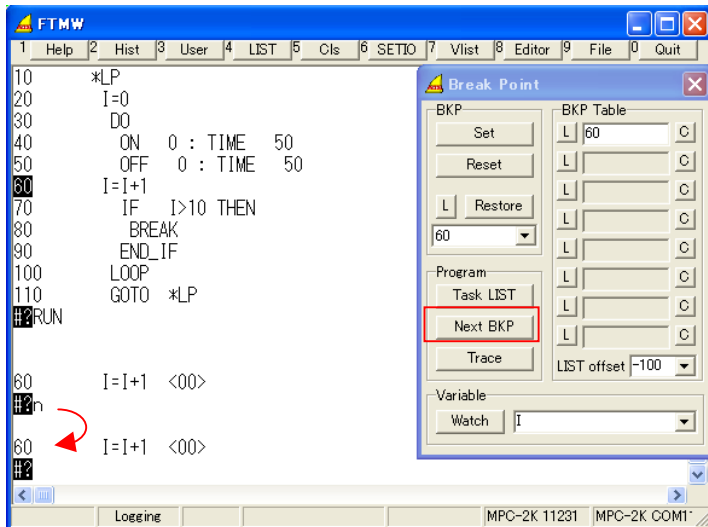 FTMW
1 Help 2 Hist 3 User 4 LIST 5 Cls 6 SETIO 7 Vlist 8 Editor 9 File 0 Quit
10 *LP
20 I=0
30 DO
40 ON 0 : TIME 50
50 OFF 0 : TIME 50
60 I=I+1
70 IF I>10 THEN
80 BREAK
90 END_IF
100 LOOP
110 GOTO *LP
#?RUN
60 I=I+1 <00>
#?n
60 I=I+1 <00>
#?
Break Point
BKP
Set
Reset
L Restore
60
BKP Table
L 60 C
L C
L C
L C
L C
L C
L C
L C
LIST offset -100
Program
Task LIST
Next BKP
Trace
Variable
Watch I
Logging MPC-2K 11231 MPC-2K COM1